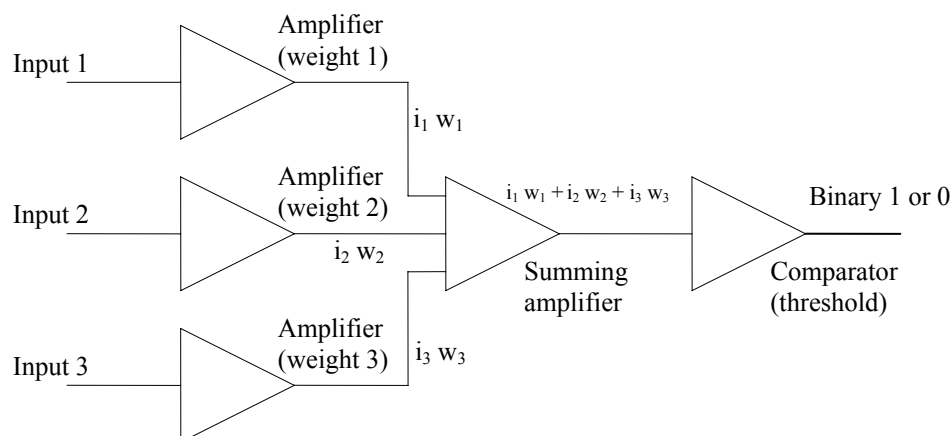 Input 1
Amplifier
(weight 1)
i₁ w₁
Input 2
Amplifier
(weight 2)
i₂ w₂
i₁ w₁ + i₂ w₂ + i₃ w₃
Summing
amplifier
Binary 1 or 0
Comparator
(threshold)
Input 3
Amplifier
(weight 3)
i₃ w₃